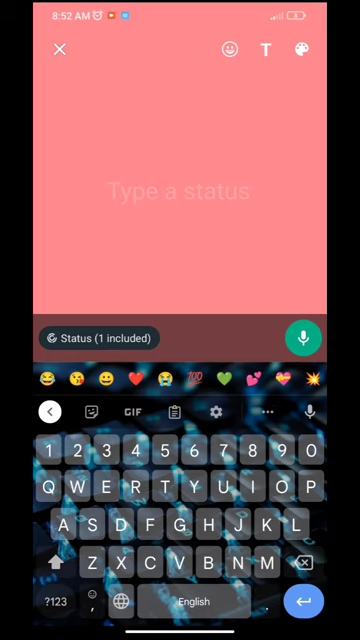 8:52 AM
T
Type a status
Status (1 included)
GIF
1 2 3 4 5 6 7 8 9 0
Q W E R T Y U I O P
A S D F G H J K L
Z X C V B N M
?123 , English .